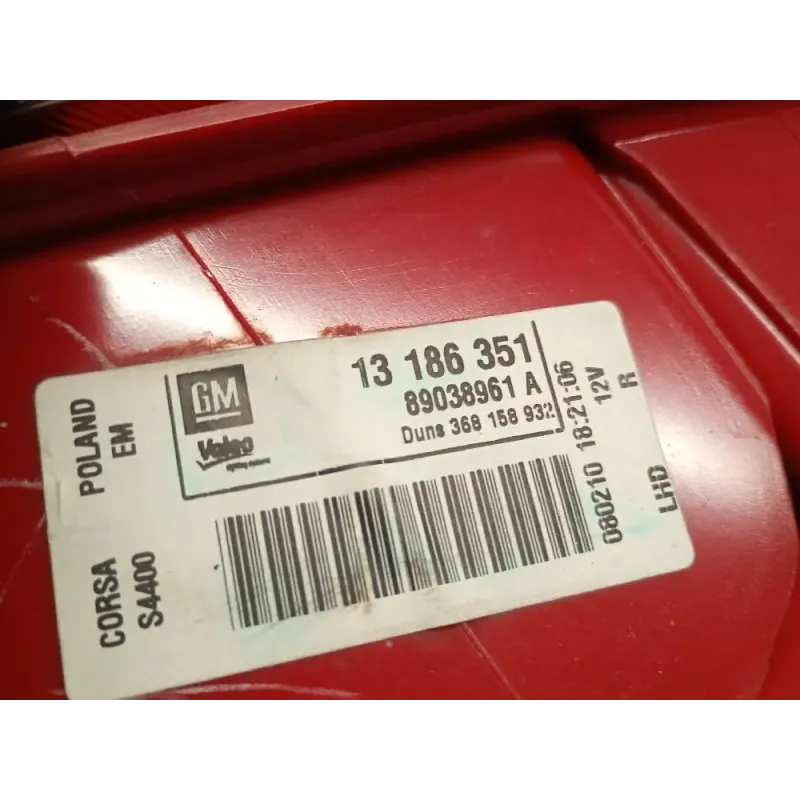 POLAND
EM
CORSA
S4400
GM
Valeo
13 186 351
89038961 A
Duns 368 158 932
080210 18:21:06
12V
R
LHD